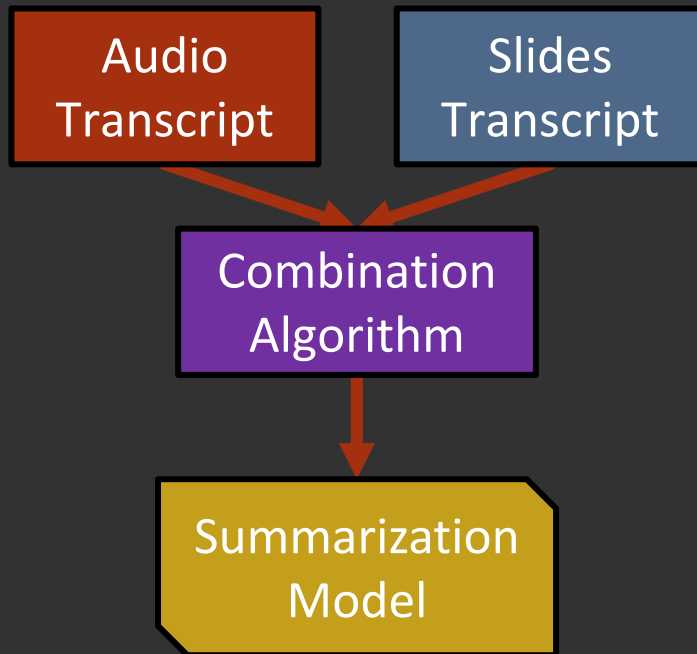 Audio
Transcript
Slides
Transcript
Combination
Algorithm
Summarization
Model